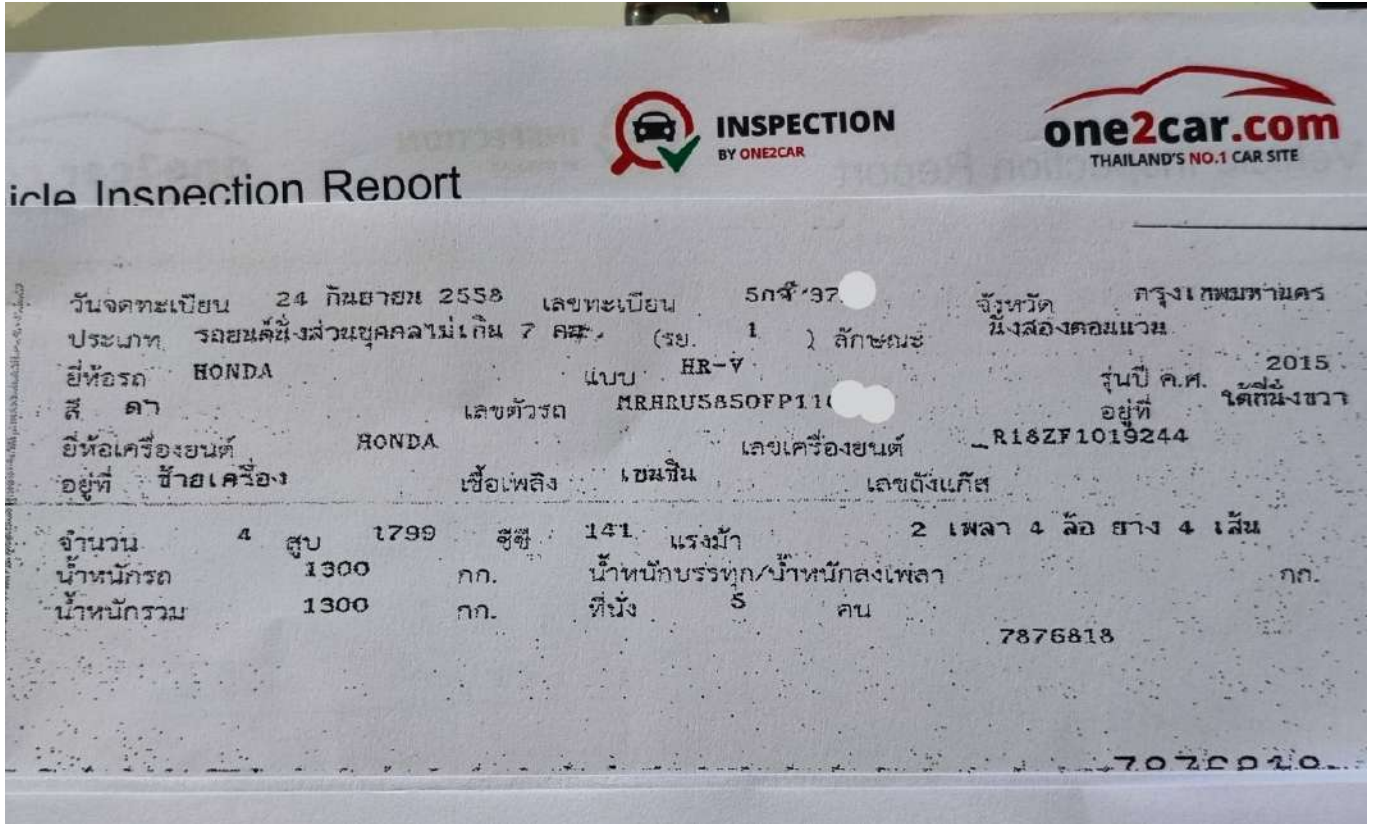 INSPECTION
BY ONE2CAR
one2car.com
THAILAND'S NO.1 CAR SITE
icle Inspection Report
วันจดทะเบียน 24 กันยายน 2558 เลขทะเบียน 5กจ 97 จังหวัด กรุงเทพมหานคร
ประเภท รถยนต์นั่งส่วนบุคคลไม่เกิน 7 คน (รย. 1 ) ลักษณะ นั่งสองตอนแวน
ยี่ห้อรถ HONDA แบบ HR-V รุ่นปี ค.ศ. 2015
สี ดำ เลขตัวรถ MRHRU5850FP110 อยู่ที่ ใต้ที่นั่งขวา
ยี่ห้อเครื่องยนต์ HONDA เลขเครื่องยนต์ R18ZF1019244
อยู่ที่ ซ้ายเครื่อง เชื้อเพลิง เบนซิน เลขถังแก๊ส
จำนวน 4 สูบ 1799 ซีซี 141 แรงม้า 2 เพลา 4 ล้อ ยาง 4 เส้น
น้ำหนักรถ 1300 กก. น้ำหนักบรรทุก/น้ำหนักลงเพลา กก.
น้ำหนักรวม 1300 กก. ที่นั่ง 5 คน
7876818